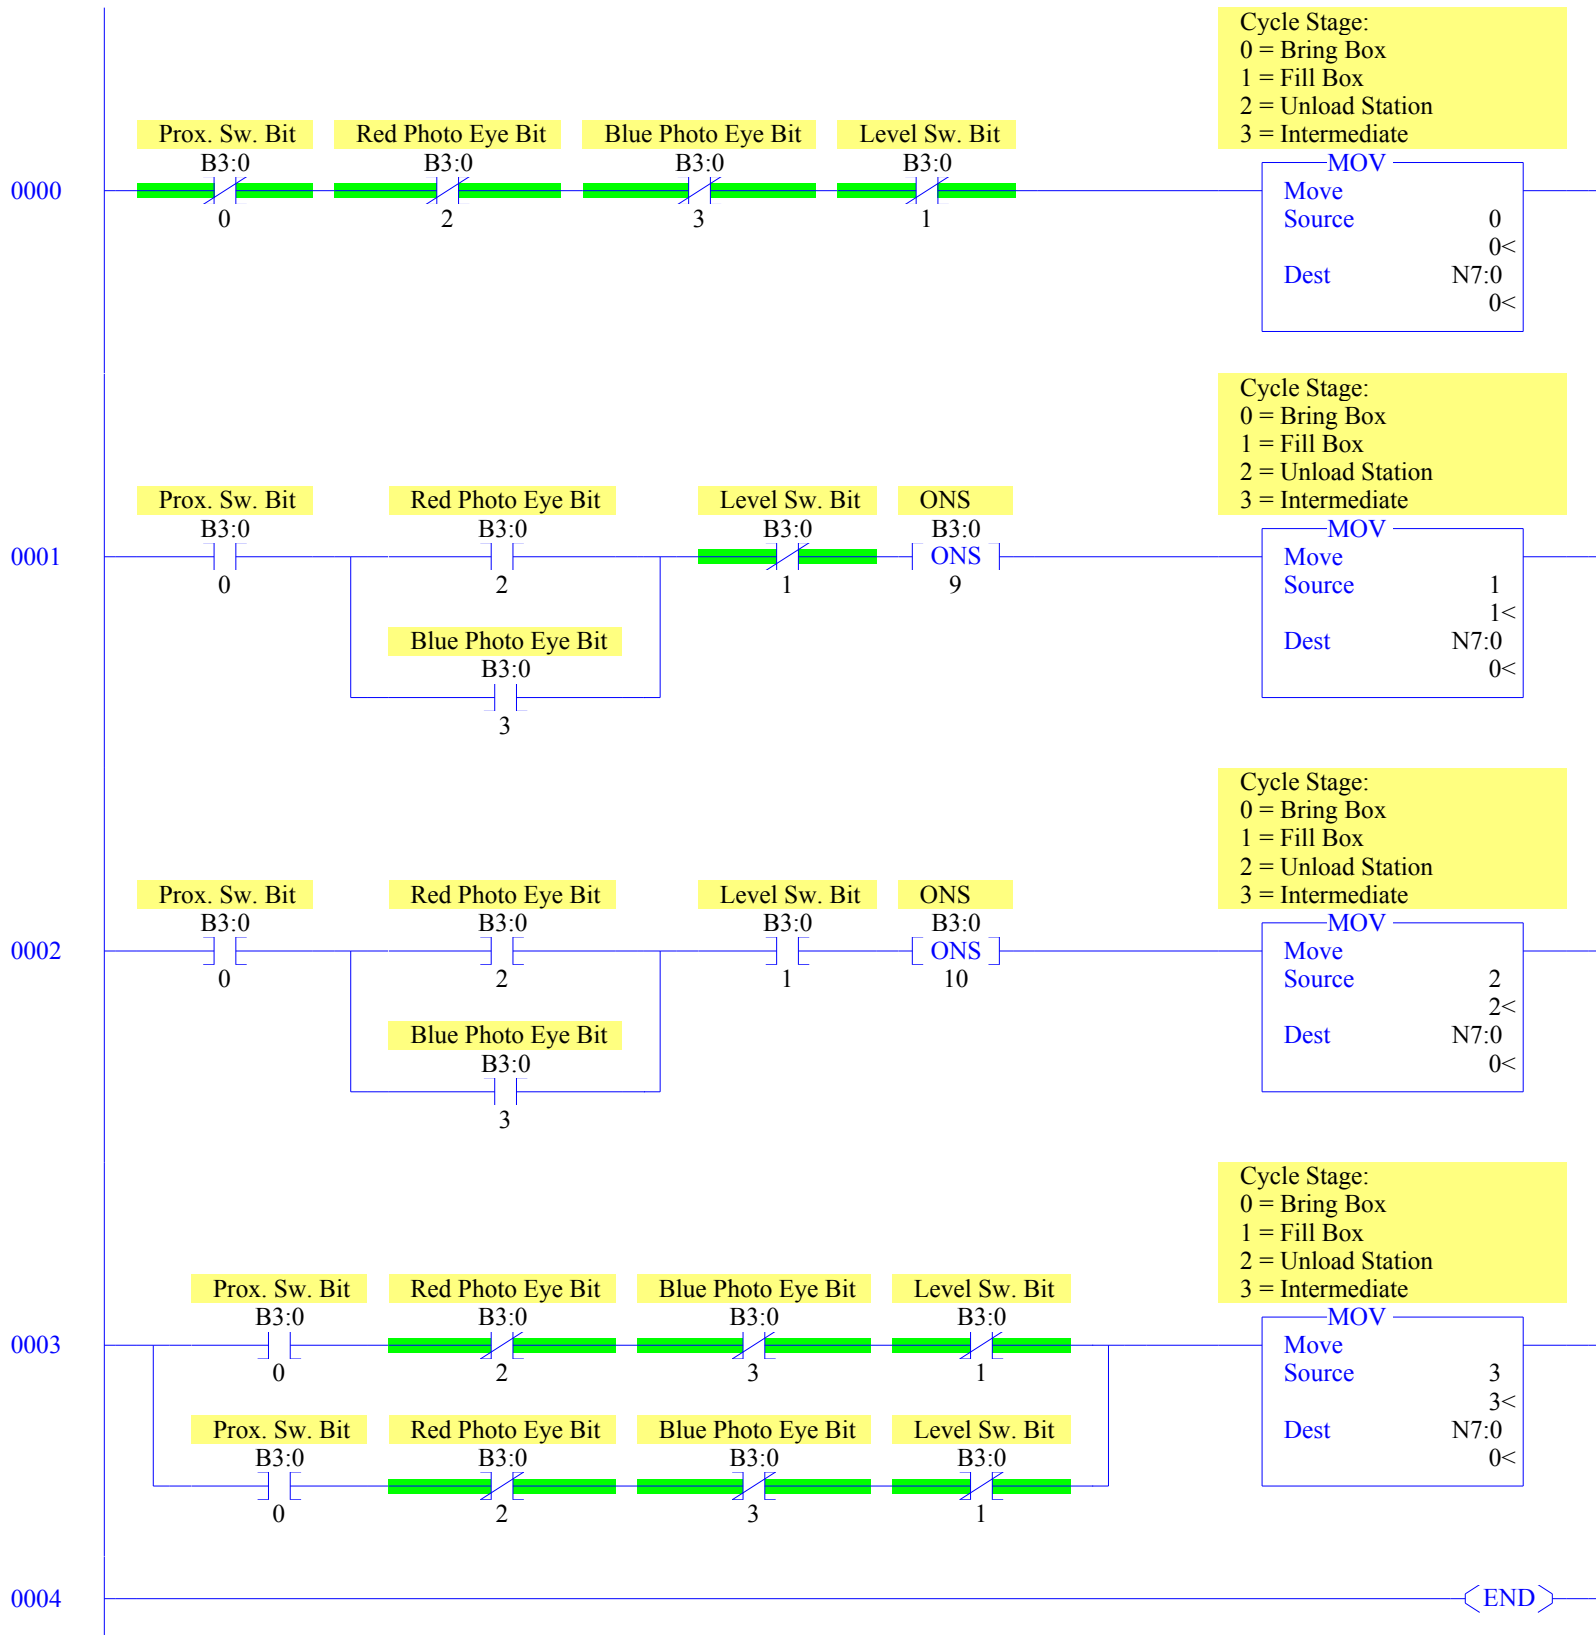 Cycle Stage:
0 = Bring Box
1 = Fill Box
2 = Unload Station
3 = Intermediate
Prox. Sw. Bit Red Photo Eye Bit Blue Photo Eye Bit Level Sw. Bit
B3:0 B3:0 B3:0 B3:0 MOV
0000 Move
0 2 3 1 Source 0
0<
Dest N7:0
0<
Cycle Stage:
0 = Bring Box
1 = Fill Box
2 = Unload Station
3 = Intermediate
Prox. Sw. Bit Red Photo Eye Bit Level Sw. Bit ONS
B3:0 B3:0 B3:0 B3:0 MOV
0001 ONS Move
0 2 1 9 Source 1
1<
Blue Photo Eye Bit Dest N7:0
B3:0 0<
3
Cycle Stage:
0 = Bring Box
1 = Fill Box
2 = Unload Station
3 = Intermediate
Prox. Sw. Bit Red Photo Eye Bit Level Sw. Bit ONS
B3:0 B3:0 B3:0 B3:0 MOV
0002 ONS Move
0 2 1 10 Source 2
2<
Blue Photo Eye Bit Dest N7:0
B3:0 0<
3
Cycle Stage:
0 = Bring Box
1 = Fill Box
2 = Unload Station
3 = Intermediate
Prox. Sw. Bit Red Photo Eye Bit Blue Photo Eye Bit Level Sw. Bit
B3:0 B3:0 B3:0 B3:0 MOV
0003 Move
0 2 3 1 Source 3
3<
Prox. Sw. Bit Red Photo Eye Bit Blue Photo Eye Bit Level Sw. Bit Dest N7:0
B3:0 B3:0 B3:0 B3:0 0<
0 2 3 1
0004 END